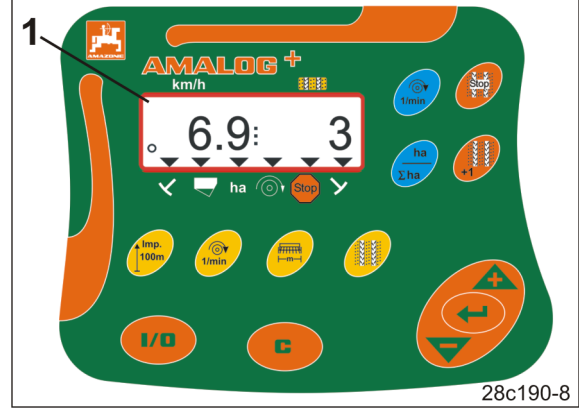 1
AMAZONE
AMALOG+
km/h
6.9: 3
ha
Stop
1/min
Stop
ha
Σha
+1
Imp.
100m
1/min
m
I/O
C
+
-
28c190-8